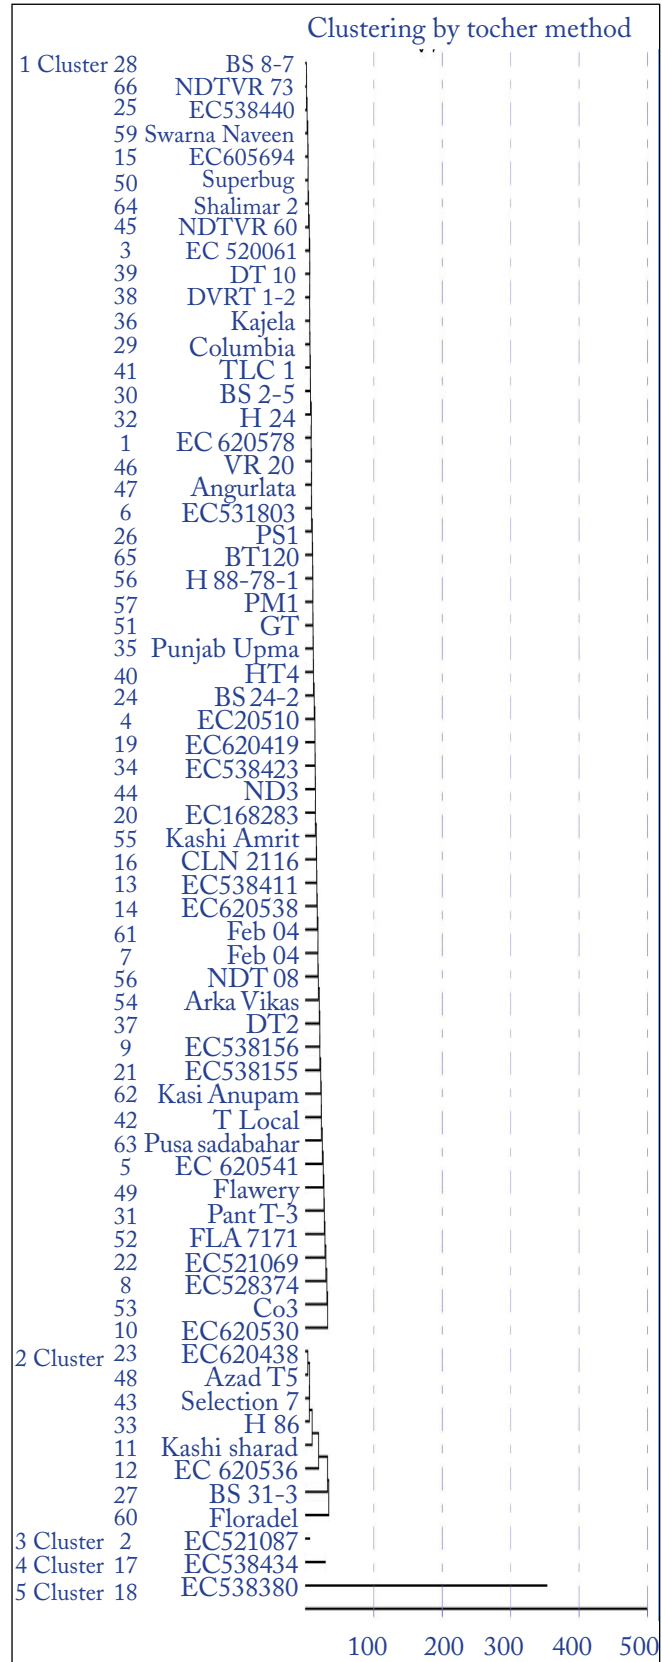 Clustering by tocher method
1 Cluster 28 BS 8-7
66 NDTVR 73
25 EC538440
59 Swarna Naveen
15 EC605694
50 Superbug
64 Shalimar 2
45 NDTVR 60
3 EC 520061
39 DT 10
38 DVRT 1-2
36 Kajela
29 Columbia
41 TLC 1
30 BS 2-5
32 H 24
1 EC 620578
46 VR 20
47 Angurlata
6 EC531803
26 PS1
65 BT120
56 H 88-78-1
57 PM1
51 GT
35 Punjab Upma
40 HT4
24 BS 24-2
4 EC20510
19 EC620419
34 EC538423
44 ND3
20 EC168283
55 Kashi Amrit
16 CLN 2116
13 EC538411
14 EC620538
61 Feb 04
7 Feb 04
56 NDT 08
54 Arka Vikas
37 DT2
9 EC538156
21 EC538155
62 Kasi Anupam
42 T Local
63 Pusa sadabahar
5 EC 620541
49 Flawery
31 Pant T-3
52 FLA 7171
22 EC521069
8 EC528374
53 Co3
10 EC620530
2 Cluster 23 EC620438
48 Azad T5
43 Selection 7
33 H 86
11 Kashi sharad
12 EC 620536
27 BS 31-3
60 Floradel
3 Cluster 2 EC521087
4 Cluster 17 EC538434
5 Cluster 18 EC538380
100 200 300 400 500